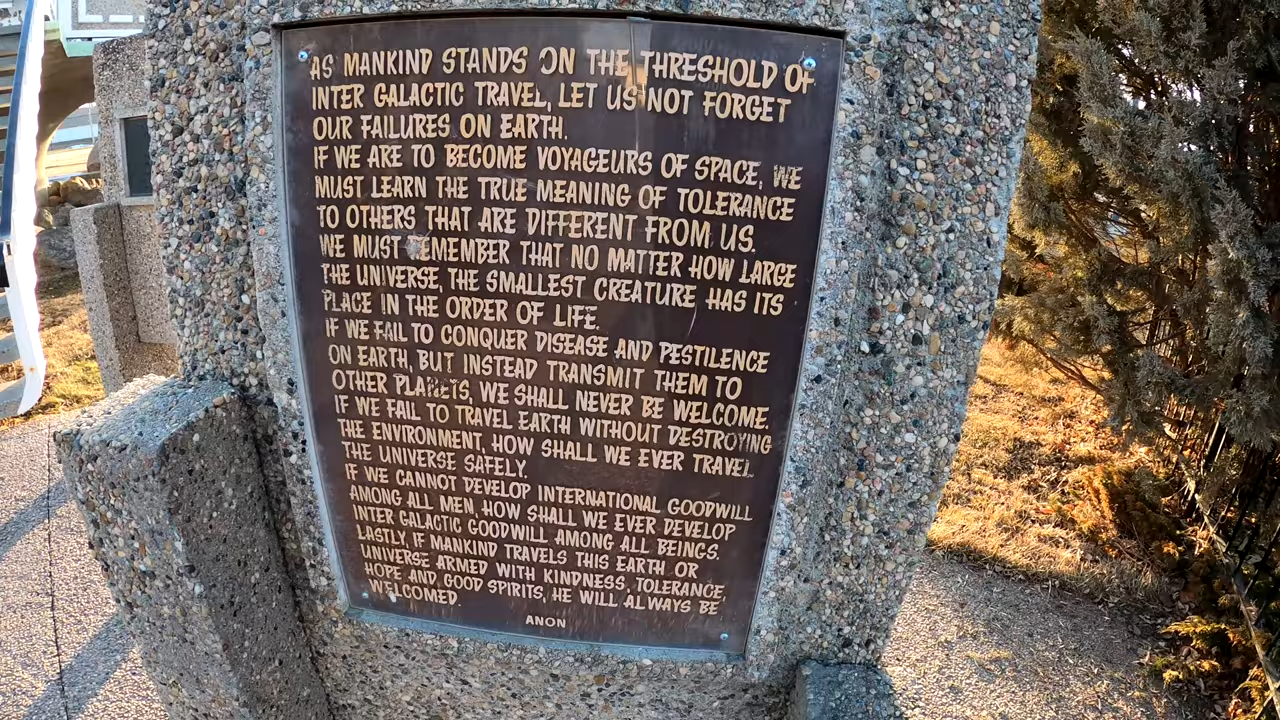 AS MANKIND STANDS ON THE THRESHOLD OF
INTER GALACTIC TRAVEL, LET US NOT FORGET
OUR FAILURES ON EARTH.
IF WE ARE TO BECOME VOYAGEURS OF SPACE, WE
MUST LEARN THE TRUE MEANING OF TOLERANCE
TO OTHERS THAT ARE DIFFERENT FROM US.
WE MUST REMEMBER THAT NO MATTER HOW LARGE
THE UNIVERSE, THE SMALLEST CREATURE HAS ITS
PLACE IN THE ORDER OF LIFE.
IF WE FAIL TO CONQUER DISEASE AND PESTILENCE
ON EARTH, BUT INSTEAD TRANSMIT THEM TO
OTHER PLANETS, WE SHALL NEVER BE WELCOME.
IF WE FAIL TO TRAVEL EARTH WITHOUT DESTROYING
THE ENVIRONMENT, HOW SHALL WE EVER TRAVEL
THE UNIVERSE SAFELY.
IF WE CANNOT DEVELOP INTERNATIONAL GOODWILL
AMONG ALL MEN, HOW SHALL WE EVER DEVELOP
INTER GALACTIC GOODWILL AMONG ALL BEINGS.
LASTLY, IF MANKIND TRAVELS THIS EARTH OR
UNIVERSE ARMED WITH KINDNESS, TOLERANCE,
HOPE AND GOOD SPIRITS, HE WILL ALWAYS BE
WELCOMED.
ANON